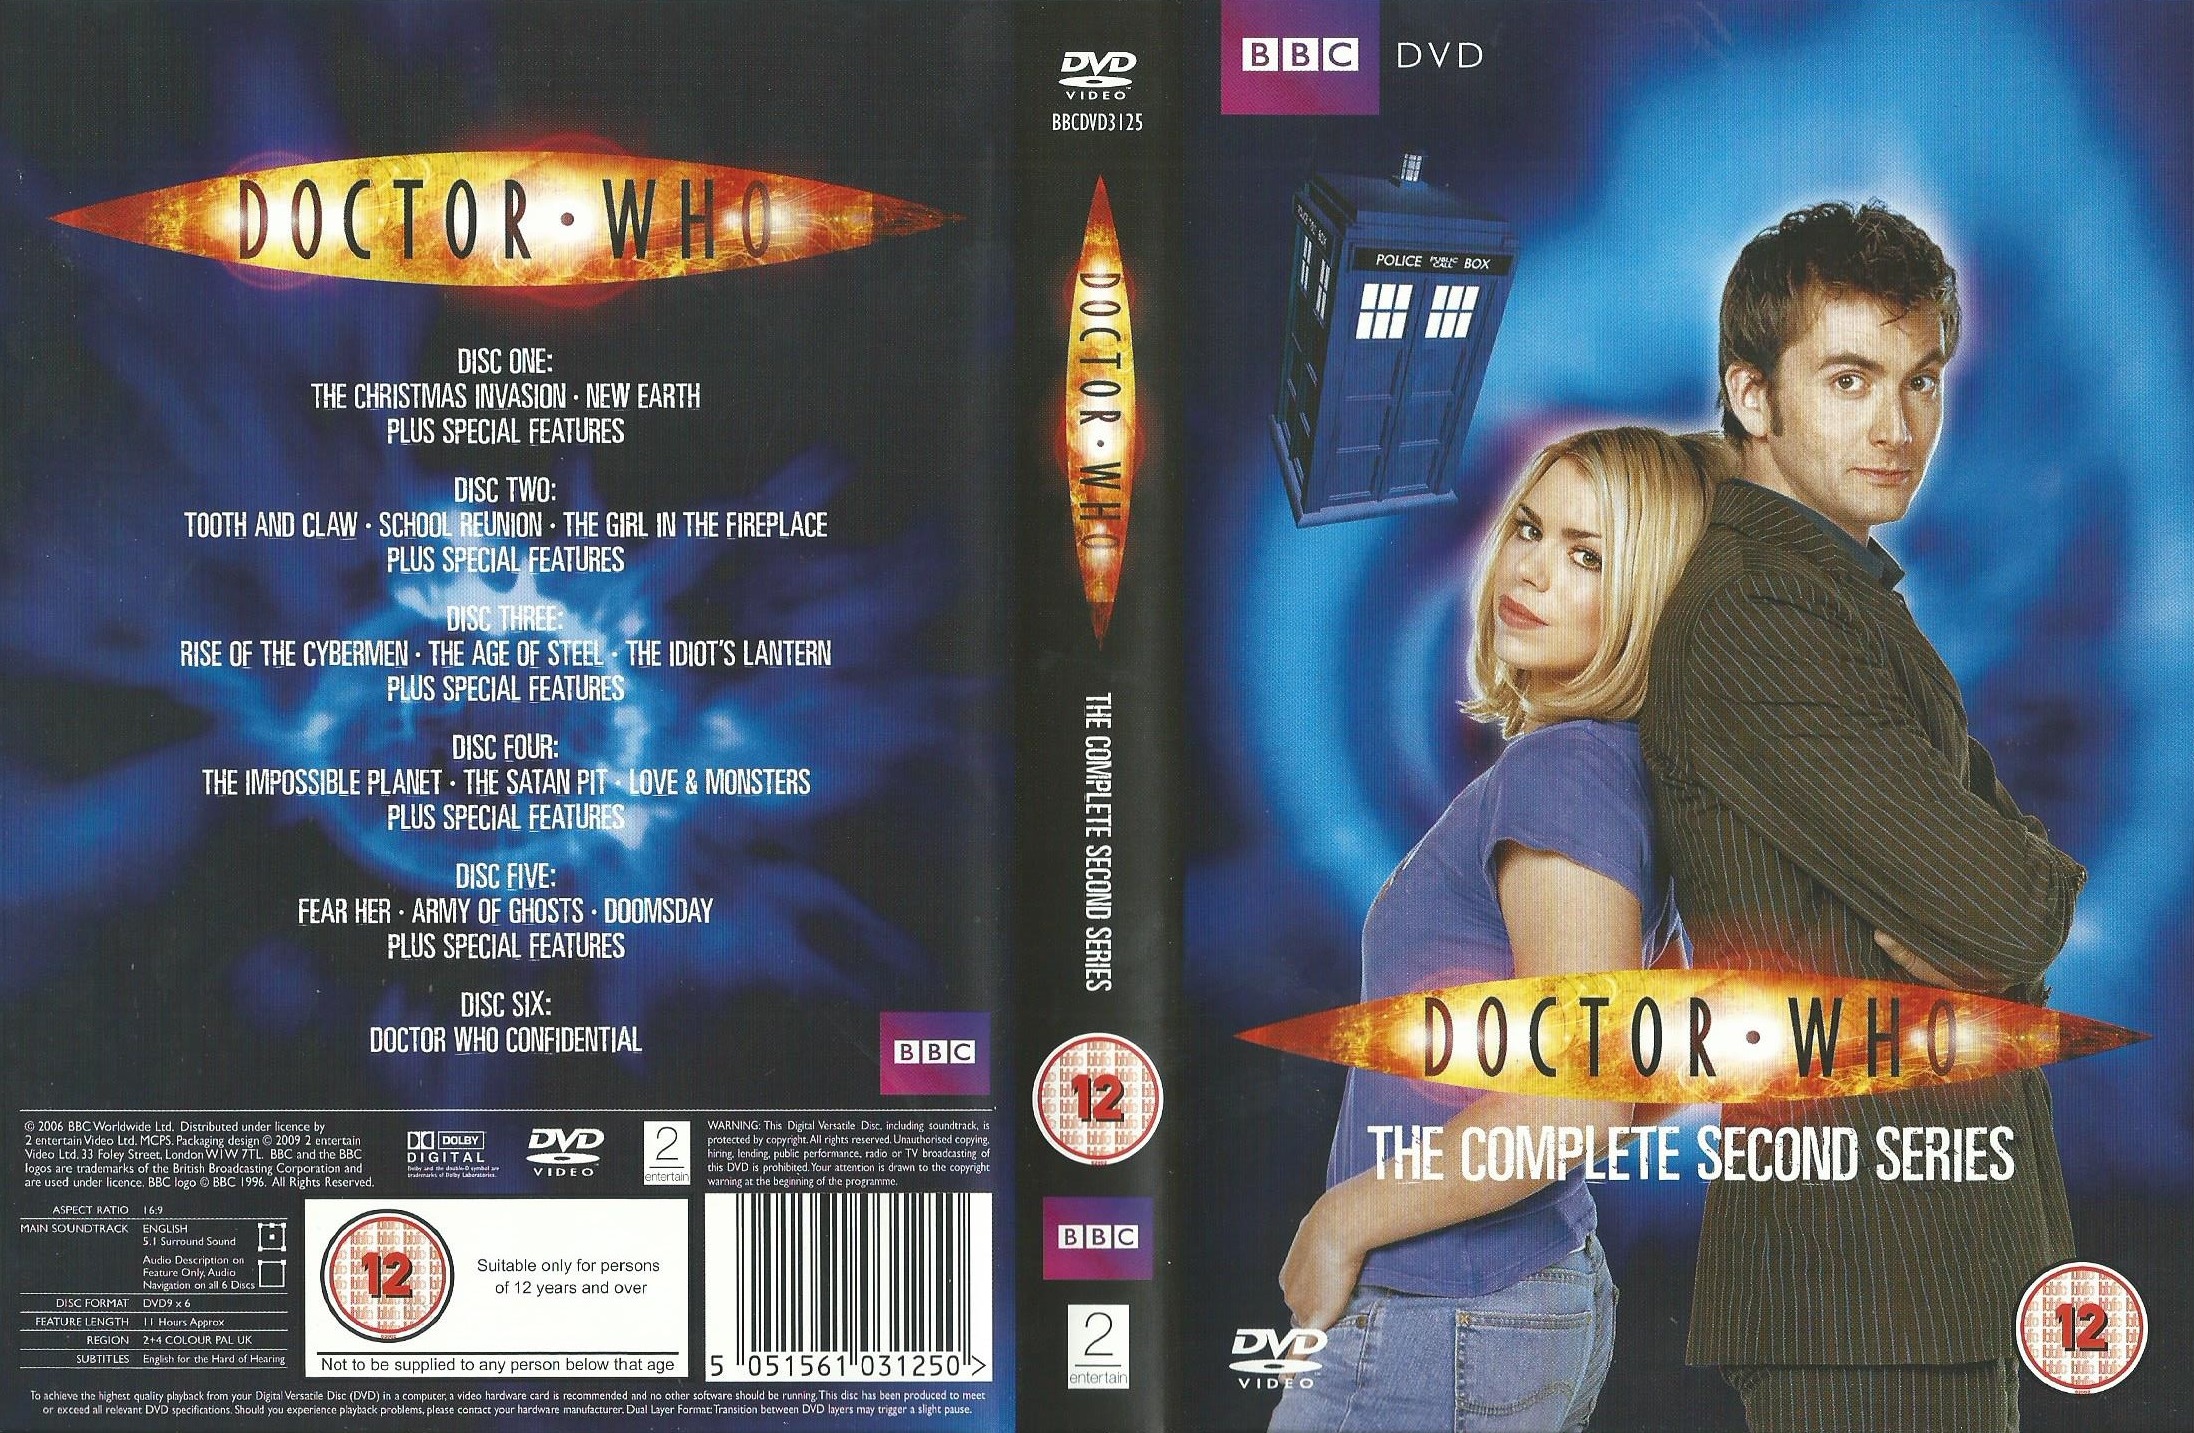 DOCTOR • WHO
DISC ONE:
THE CHRISTMAS INVASION • NEW EARTH
PLUS SPECIAL FEATURES
DISC TWO:
TOOTH AND CLAW • SCHOOL REUNION • THE GIRL IN THE FIREPLACE
PLUS SPECIAL FEATURES
DISC THREE:
RISE OF THE CYBERMEN • THE AGE OF STEEL • THE IDIOT'S LANTERN
PLUS SPECIAL FEATURES
DISC FOUR:
THE IMPOSSIBLE PLANET • THE SATAN PIT • LOVE & MONSTERS
PLUS SPECIAL FEATURES
DISC FIVE:
FEAR HER • ARMY OF GHOSTS • DOOMSDAY
PLUS SPECIAL FEATURES
DISC SIX:
DOCTOR WHO CONFIDENTIAL
BBC
© 2006 BBC Worldwide Ltd. Distributed under licence by
2 entertain Video Ltd. MCPS. Packaging design © 2009 2 entertain
Video Ltd. 33 Foley Street, London W1W 7TL. BBC and the BBC
logos are trademarks of the British Broadcasting Corporation and
are used under licence. BBC logo © BBC 1996. All Rights Reserved.
DOLBY
DIGITAL
Dolby and the double-D symbol are
trademarks of Dolby Laboratories.
DVD
VIDEO
2
entertain
WARNING: This Digital Versatile Disc, including soundtrack, is
protected by copyright. All rights reserved. Unauthorised copying,
hiring, lending, public performance, radio or TV broadcasting of
this DVD is prohibited. Your attention is drawn to the copyright
warning at the beginning of the programme.
ASPECT RATIO 16:9
MAIN SOUNDTRACK ENGLISH
5.1 Surround Sound
Audio Description on
Feature Only, Audio
Navigation on all 6 Discs
DISC FORMAT DVD9 x 6
FEATURE LENGTH 11 Hours Approx
REGION 2+4 COLOUR PAL UK
SUBTITLES English for the Hard of Hearing
12
Suitable only for persons
of 12 years and over
Not to be supplied to any person below that age
5 051561 031250 >
To achieve the highest quality playback from your Digital Versatile Disc (DVD) in a computer, a video hardware card is recommended and no other software should be running. This disc has been produced to meet
or exceed all relevant DVD specifications. Should you experience playback problems, please contact your hardware manufacturer. Dual Layer Format: Transition between DVD layers may trigger a slight pause.
DVD
VIDEO
BBCDVD3125
DOCTOR • WHO
THE COMPLETE SECOND SERIES
12
BBC
2
entertain
BBC DVD
POLICE PUBLIC CALL BOX
DOCTOR • WHO
THE COMPLETE SECOND SERIES
DVD
VIDEO
12